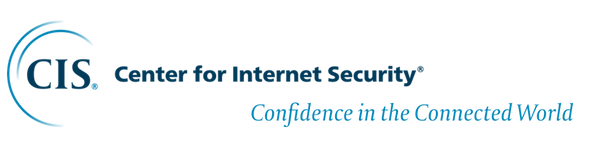 CIS® Center for Internet Security®
Confidence in the Connected World